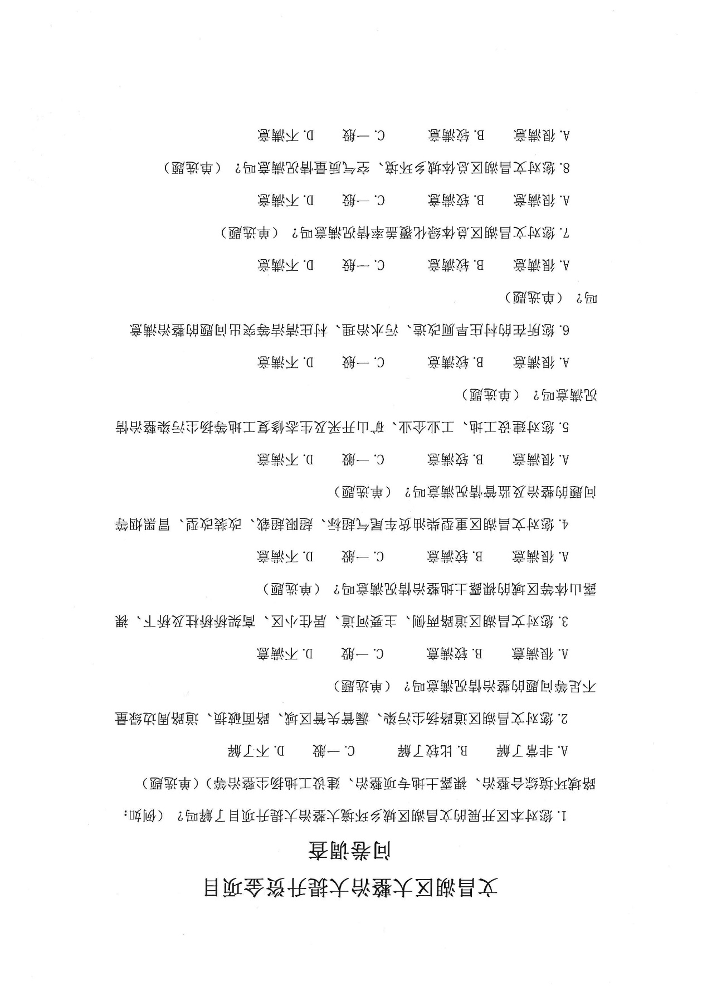 文昌湖区大整治大提升资金项目
问卷调查
1. 您对本区开展的文昌湖区城乡环境大整治大提升项目了解吗？（例如：
路域环境综合整治、裸露土地专项整治、建设工地扬尘整治等）（单选题）
A. 非常了解 B. 比较了解 C. 一般 D. 不了解
2. 您对文昌湖区道路扬尘污染、漏管失管区域、路面破损、道路周边绿量
不足等问题的整治情况满意吗？（单选题）
A. 很满意 B. 较满意 C. 一般 D. 不满意
3. 您对文昌湖区道路两侧、主要河道、居住小区、高架桥桥柱及桥下、裸
露山体等区域的裸露土地整治情况满意吗？（单选题）
A. 很满意 B. 较满意 C. 一般 D. 不满意
4. 您对文昌湖区重型柴油货车尾气超标、超限超载、改装改型、冒黑烟等
问题的整治及监管情况满意吗？（单选题）
A. 很满意 B. 较满意 C. 一般 D. 不满意
5. 您对建设工地、工业企业、矿山开采及生态修复工地等扬尘污染整治情
况满意吗？（单选题）
A. 很满意 B. 较满意 C. 一般 D. 不满意
6. 您所在的村庄旱厕改造、污水治理、村庄清洁等突出问题的整治满意
吗？（单选题）
A. 很满意 B. 较满意 C. 一般 D. 不满意
7. 您对文昌湖区总体绿化覆盖率情况满意吗？（单选题）
A. 很满意 B. 较满意 C. 一般 D. 不满意
8. 您对文昌湖区总体城乡环境、空气质量情况满意吗？（单选题）
A. 很满意 B. 较满意 C. 一般 D. 不满意